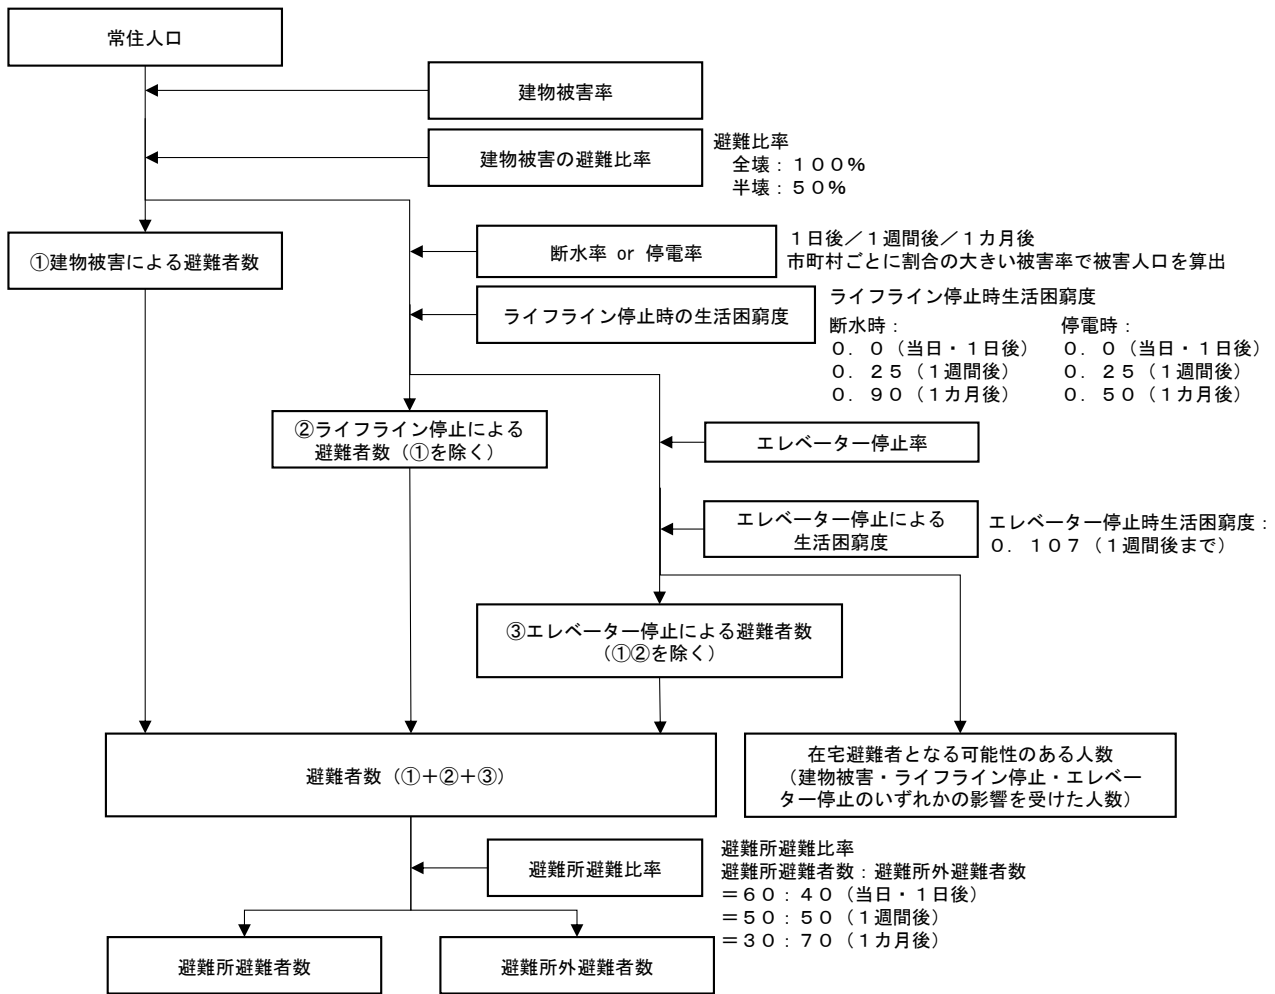 常住人口
建物被害率
建物被害の避難比率
避難比率
全壊：１００%
半壊：５０%
①建物被害による避難者数
断水率 or 停電率
１日後／１週間後／１カ月後
市町村ごとに割合の大きい被害率で被害人口を算出
ライフライン停止時の生活困窮度
ライフライン停止時生活困窮度
断水時：
０．０（当日・１日後）
０．２５（１週間後）
０．９０（１カ月後）
停電時：
０．０（当日・１日後）
０．２５（１週間後）
０．５０（１カ月後）
②ライフライン停止による
避難者数（①を除く）
エレベーター停止率
エレベーター停止による
生活困窮度
エレベーター停止時生活困窮度：
０．１０７（１週間後まで）
③エレベーター停止による避難者数
（①②を除く）
避難者数（①＋②＋③）
在宅避難者となる可能性のある人数
（建物被害・ライフライン停止・エレベー
ター停止のいずれかの影響を受けた人数）
避難所避難比率
避難所避難比率
避難所避難者数：避難所外避難者数
＝６０：４０（当日・１日後）
＝５０：５０（１週間後）
＝３０：７０（１カ月後）
避難所避難者数
避難所外避難者数